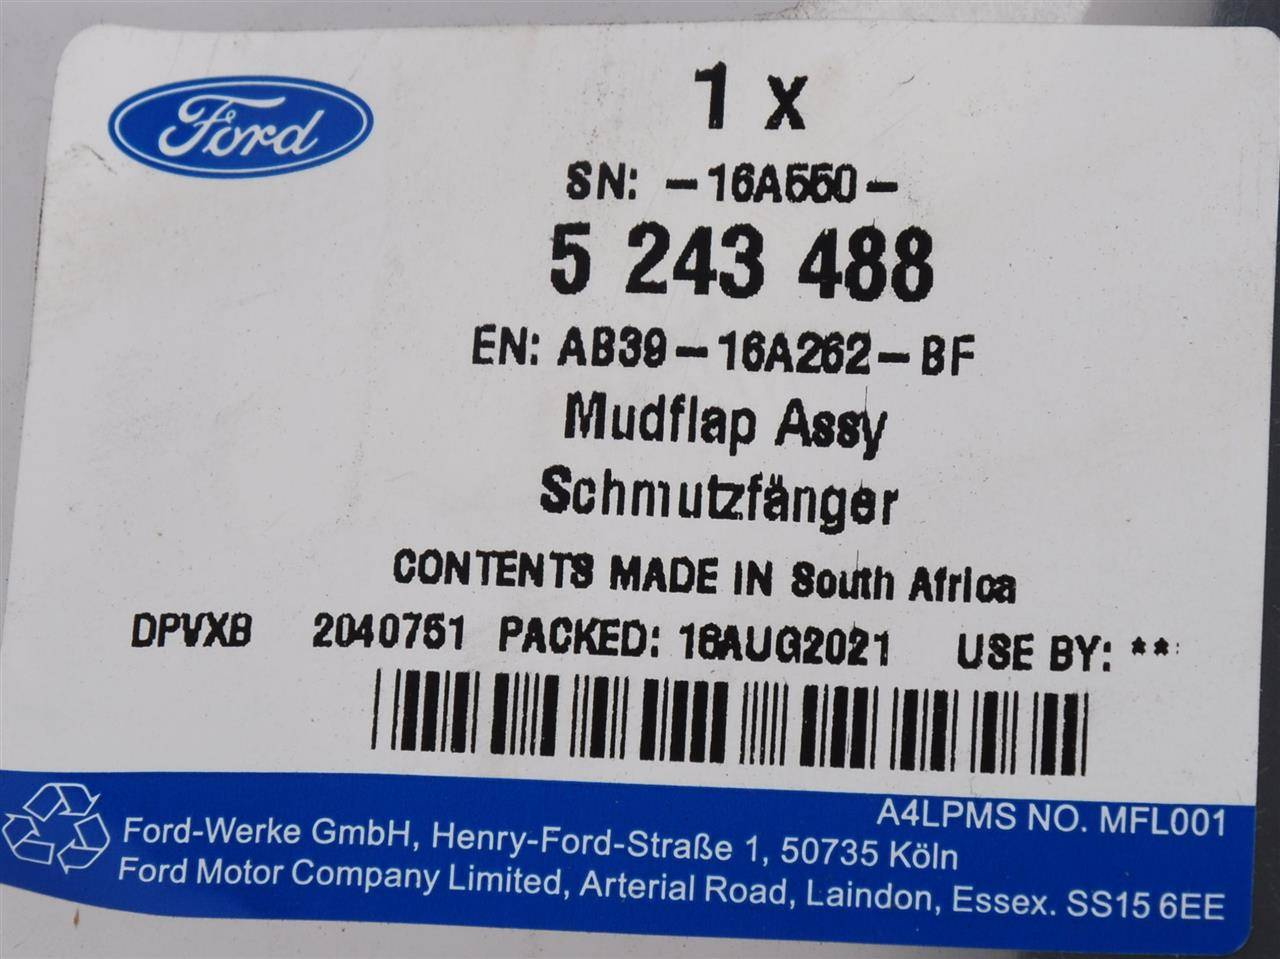 Ford
1 x
SN: -16A550-
5 243 488
EN: AB39-16A262-BF
Mudflap Assy
Schmutzfänger
CONTENTS MADE IN South Africa
DPVXB 2040751 PACKED: 16AUG2021 USE BY: **
A4LPMS NO. MFL001
Ford-Werke GmbH, Henry-Ford-Straße 1, 50735 Köln
Ford Motor Company Limited, Arterial Road, Laindon, Essex. SS15 6EE